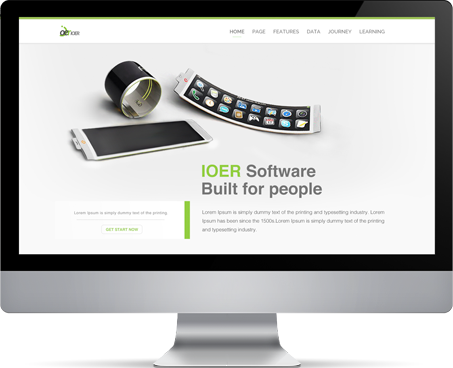 IOER
HOME PAGE FEATURES DATA JOURNEY LEARNING
IOER Software
Built for people
Lorem Ipsum is simply dummy text of the printing
GET START NOW
Lorem Ipsum is simply dummy text of the printing and typesetting industry. Lorem
Ipsum has been since the 1000s.Lorem Ipsum is simply dummy text of the printing and
typesetting industry.